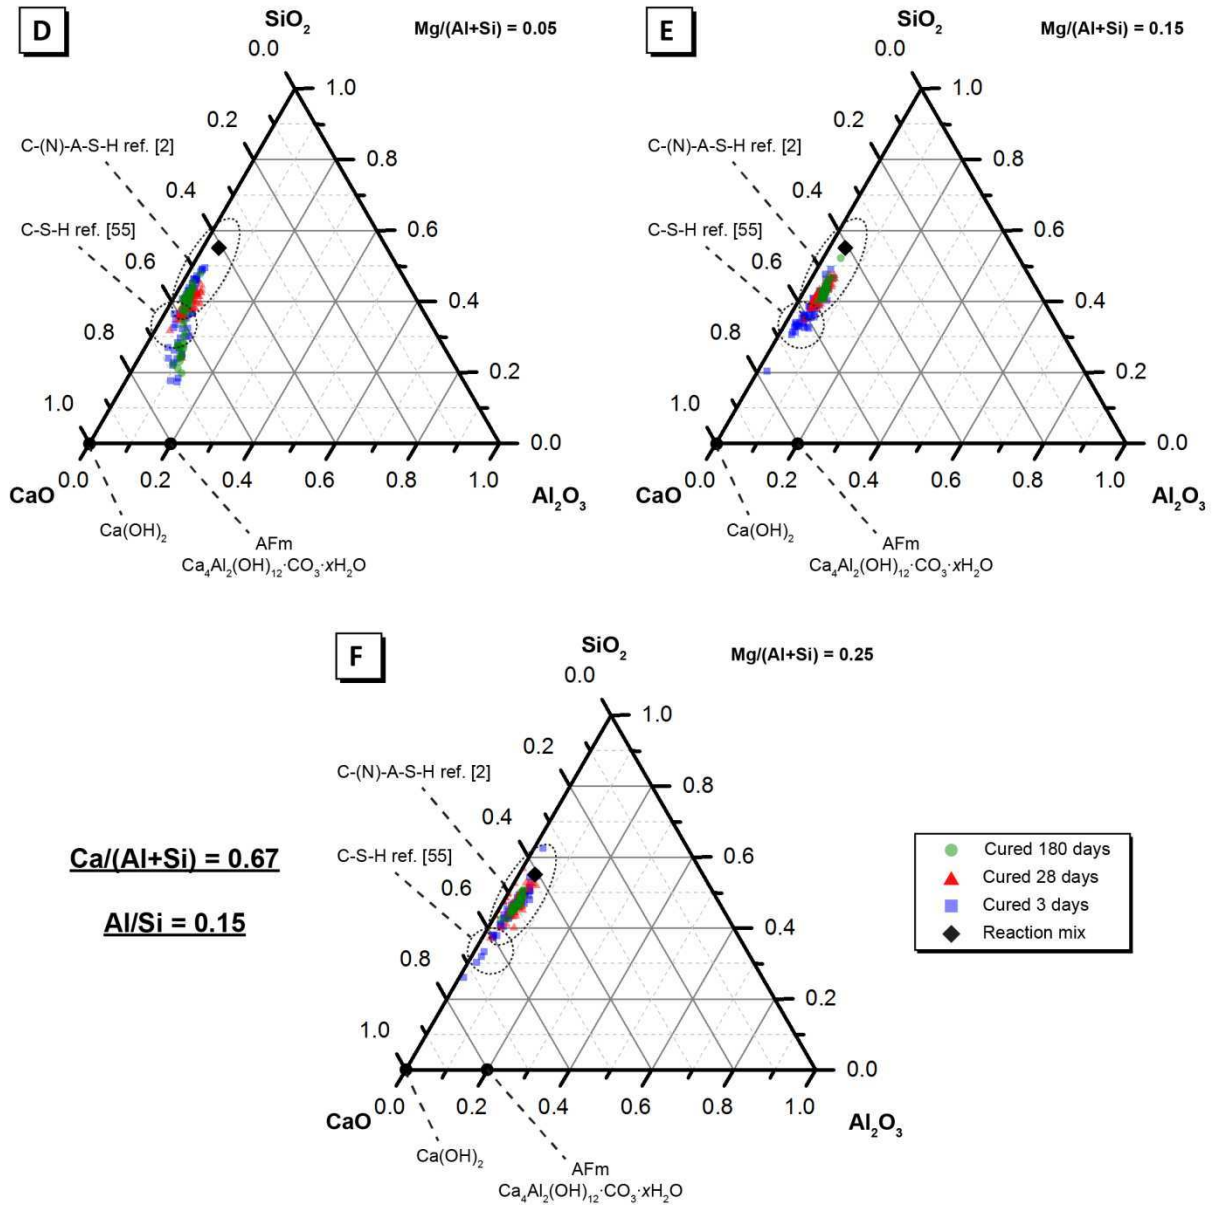 D
SiO₂
Mg/(Al+Si) = 0.05
0.0
1.0
0.2
C-(N)-A-S-H ref. [2]
0.8
0.4
C-S-H ref. [55]
0.6
0.6
0.4
0.8
0.2
1.0
0.0
0.0 0.2 0.4 0.6 0.8 1.0
CaO
Al₂O₃
Ca(OH)₂
AFm
Ca₄Al₂(OH)₁₂·CO₃·xH₂O
E
SiO₂
Mg/(Al+Si) = 0.15
0.0
1.0
0.2
C-(N)-A-S-H ref. [2]
0.8
0.4
C-S-H ref. [55]
0.6
0.6
0.4
0.8
0.2
1.0
0.0
0.0 0.2 0.4 0.6 0.8 1.0
CaO
Al₂O₃
Ca(OH)₂
AFm
Ca₄Al₂(OH)₁₂·CO₃·xH₂O
F
SiO₂
Mg/(Al+Si) = 0.25
0.0
1.0
0.2
C-(N)-A-S-H ref. [2]
0.8
0.4
C-S-H ref. [55]
0.6
0.6
0.4
0.8
0.2
1.0
0.0
0.0 0.2 0.4 0.6 0.8 1.0
CaO
Al₂O₃
Ca(OH)₂
AFm
Ca₄Al₂(OH)₁₂·CO₃·xH₂O
Ca/(Al+Si) = 0.67
Al/Si = 0.15
Cured 180 days
Cured 28 days
Cured 3 days
Reaction mix